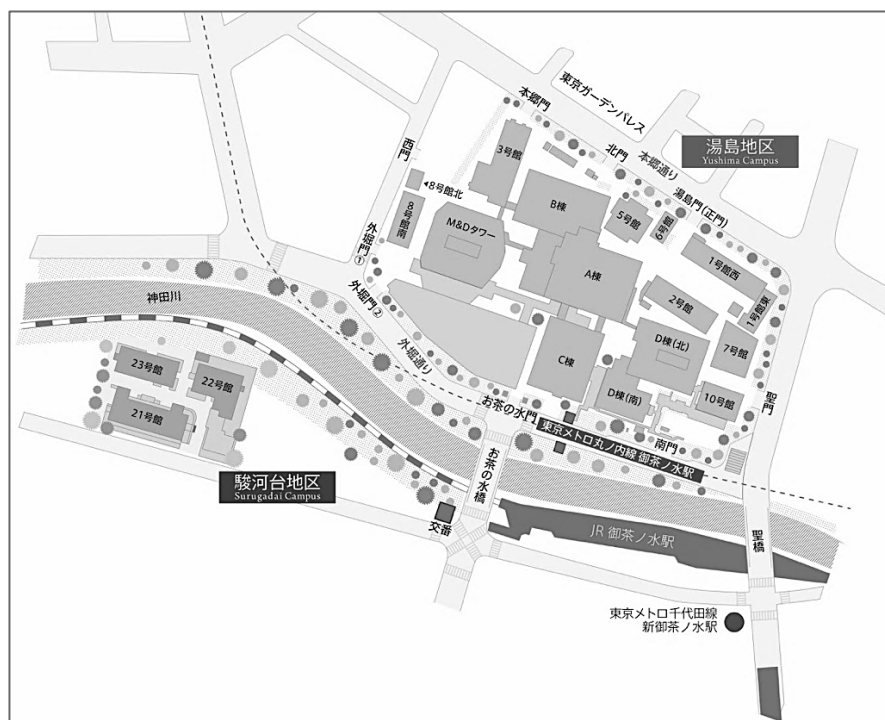 東京ガーデンパレス
本郷門
湯島地区
Yushima Campus
北門
本郷通り
3号館
西門
湯島門(正門)
◀8号館北
B棟
5号館
6号館
8号館南
M&Dタワー
1号館西
外堀門①
A棟
2号館
1号館東
神田川
外堀門②
D棟(北)
7号館
外堀通り
C棟
23号館
22号館
D棟(南)
10号館
聖門
21号館
お茶の水門
東京メトロ丸ノ内線 御茶ノ水駅
南門
駿河台地区
Surugadai Campus
お茶の水橋
交番
JR 御茶ノ水駅
聖橋
東京メトロ千代田線
新御茶ノ水駅